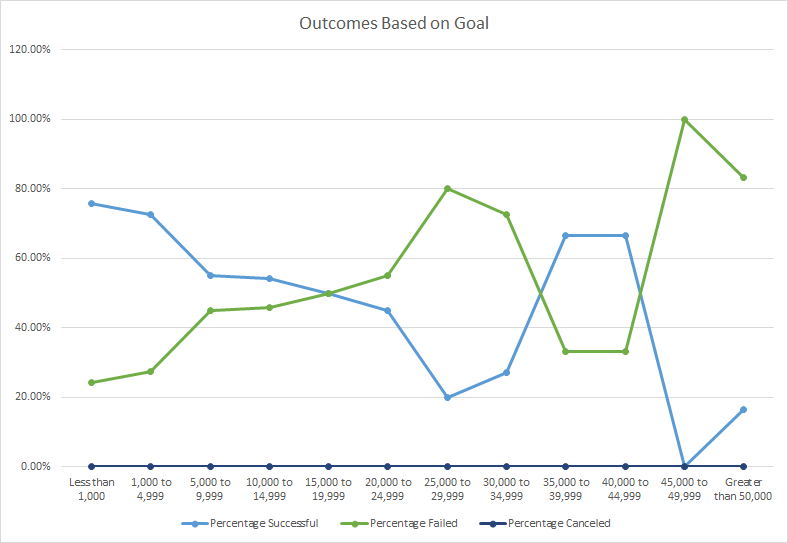 Outcomes Based on Goal
120.00%
100.00%
80.00%
60.00%
40.00%
20.00%
0.00%
Less than
1,000
1,000 to
4,999
5,000 to
9,999
10,000 to
14,999
15,000 to
19,999
20,000 to
24,999
25,000 to
29,999
30,000 to
34,999
35,000 to
39,999
40,000 to
44,999
45,000 to
49,999
Greater
than 50,000
Percentage Successful
Percentage Failed
Percentage Canceled